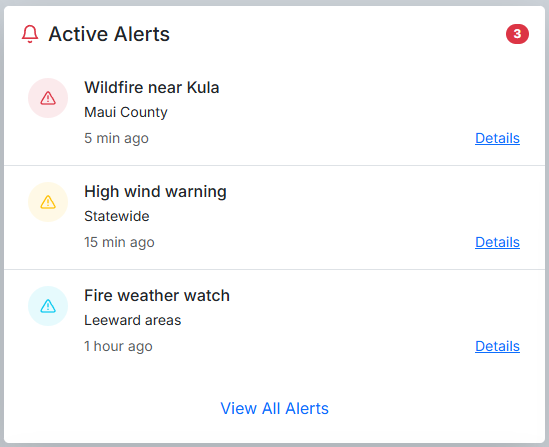 Active Alerts
3
Wildfire near Kula
Maui County
5 min ago
Details
High wind warning
Statewide
15 min ago
Details
Fire weather watch
Leeward areas
1 hour ago
Details
View All Alerts